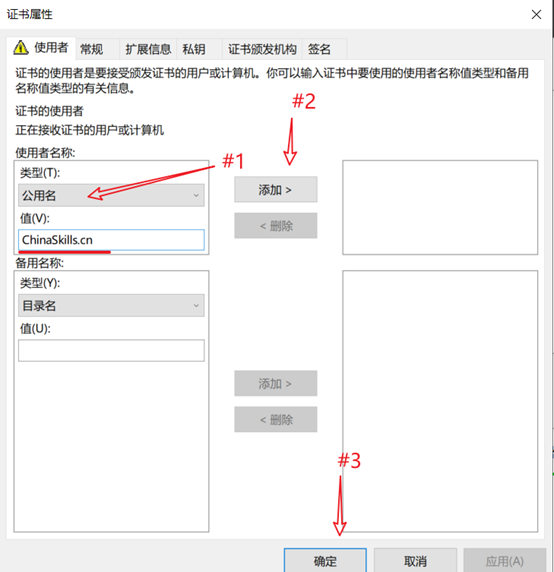 证书属性
使用者 常规 扩展信息 私钥 证书颁发机构 签名
证书的使用者是要接受颁发证书的用户或计算机。你可以输入证书中要使用的使用者名称值类型和备用
名称值类型的有关信息。
#2
证书的使用者
正在接收证书的用户或计算机
使用者名称:
#1
类型(T):
公用名
添加 >
值(V):
< 删除
ChinaSkills.cn
备用名称:
类型(Y):
目录名
值(U):
添加 >
< 删除
#3
确定 取消 应用(A)